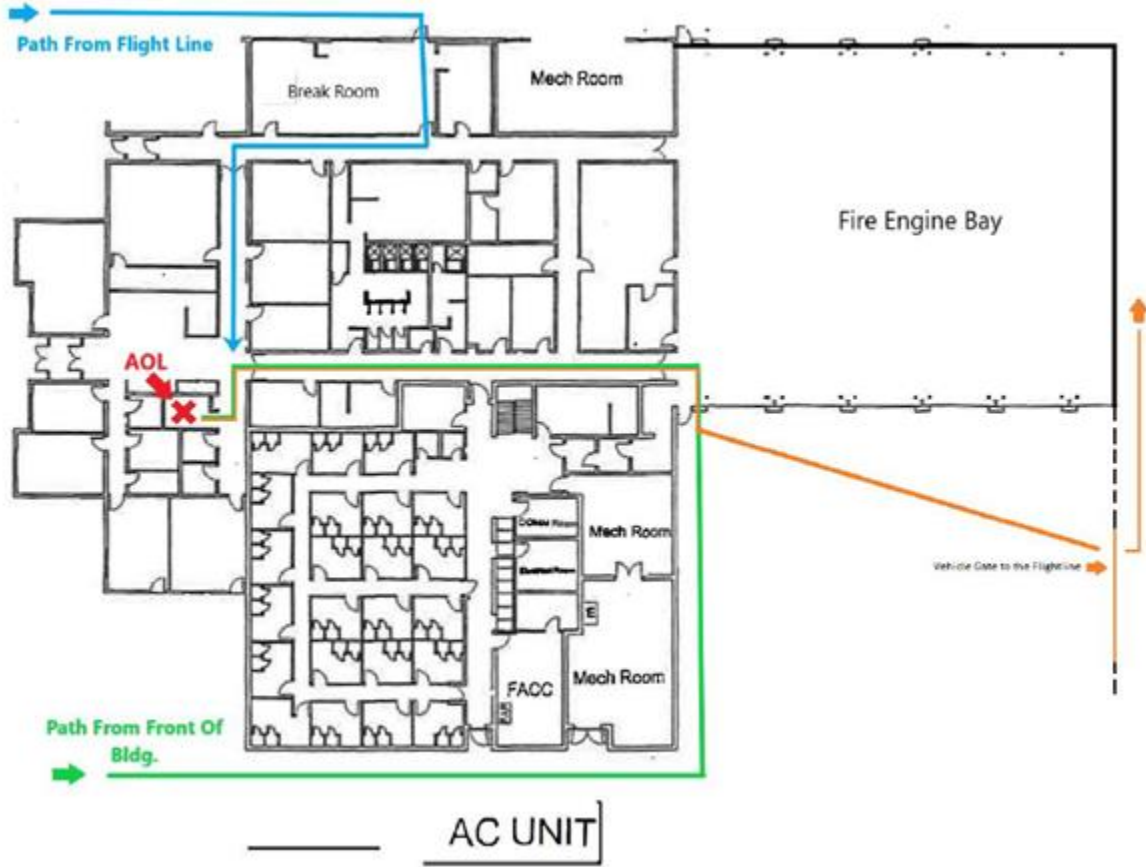 Path From Flight Line
Break Room
Mech Room
Fire Engine Bay
AOL
Mech Room
Vehicle Gate to the Flightline
FACC
Mech Room
Path From Front Of
Bldg.
AC UNIT